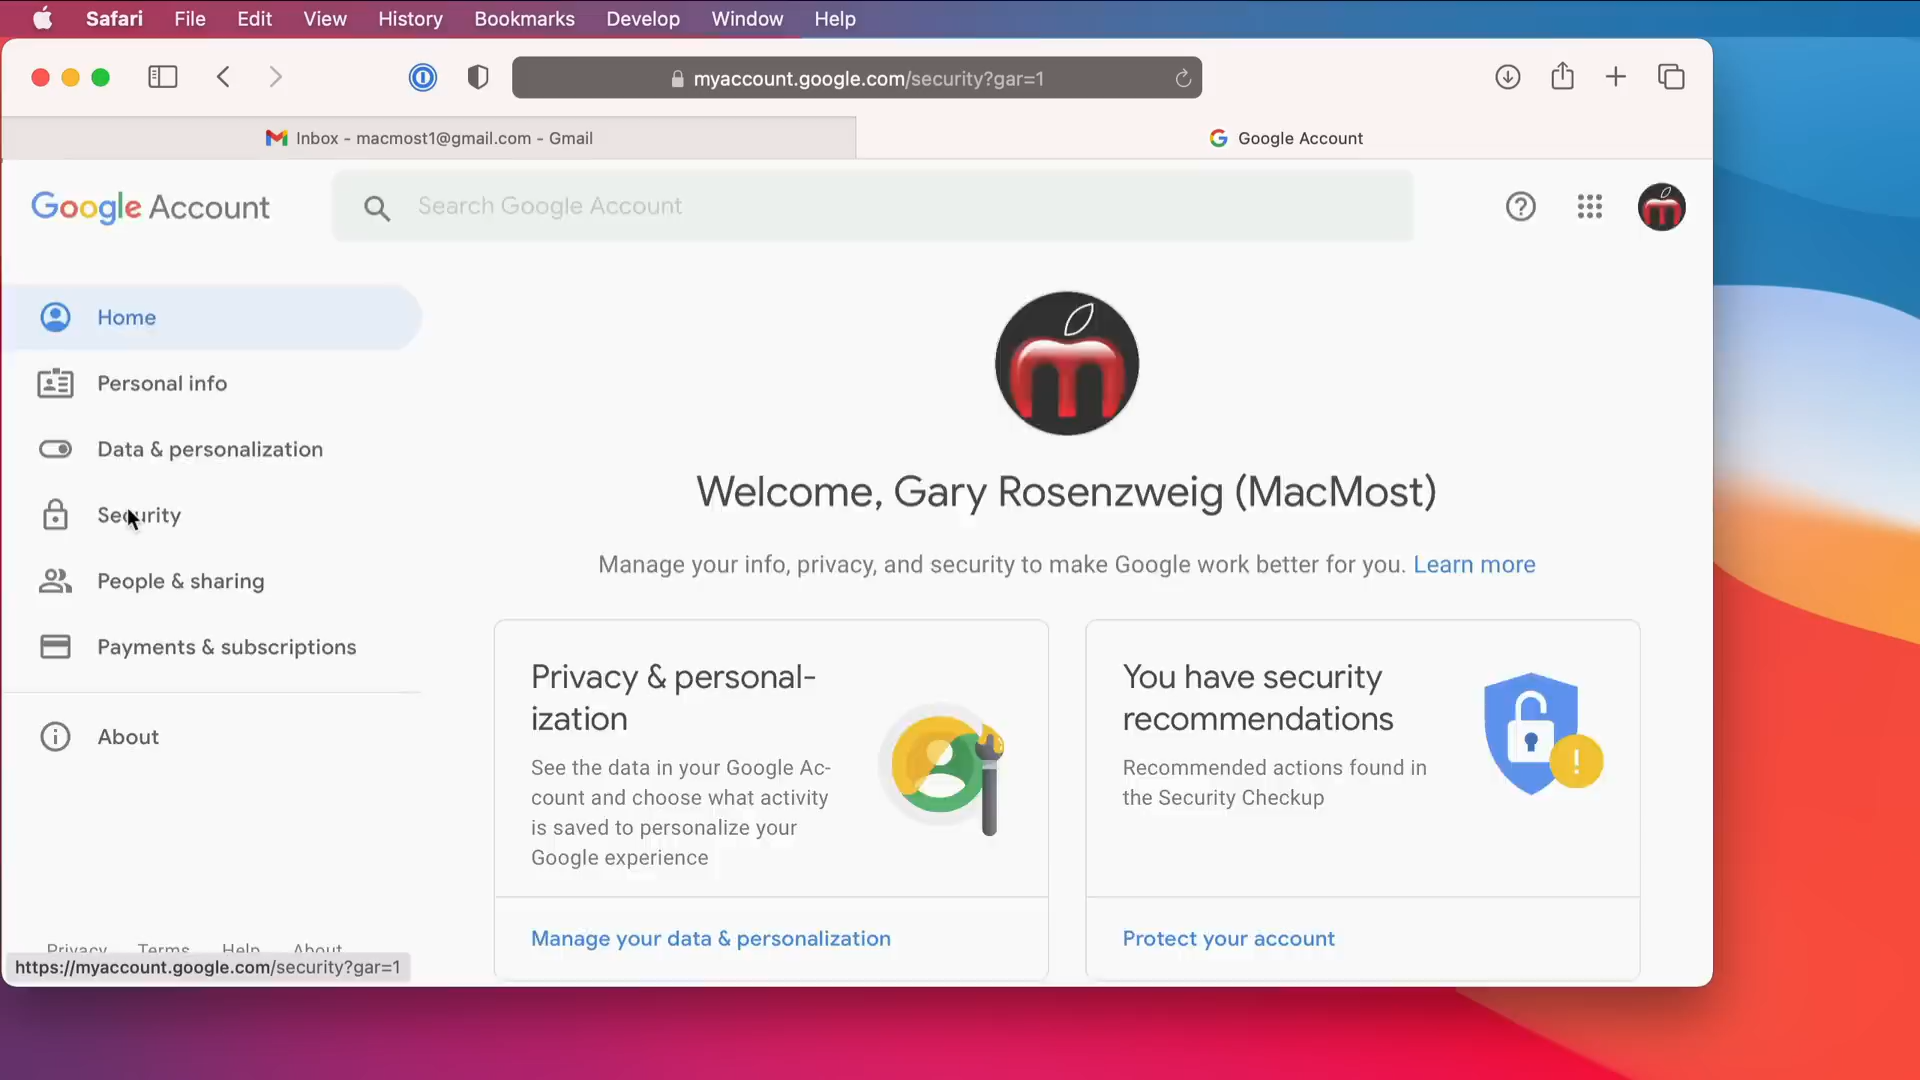 Safari File Edit View History Bookmarks Develop Window Help
myaccount.google.com/security?gar=1
Inbox - macmost1@gmail.com - Gmail
Google Account
Google Account
Search Google Account
Home
Personal info
Data & personalization
Security
People & sharing
Payments & subscriptions
About
Privacy Terms Help About
https://myaccount.google.com/security?gar=1
Welcome, Gary Rosenzweig (MacMost)
Manage your info, privacy, and security to make Google work better for you. Learn more
Privacy & personal-
ization
See the data in your Google Ac-
count and choose what activity
is saved to personalize your
Google experience
Manage your data & personalization
You have security
recommendations
Recommended actions found in
the Security Checkup
Protect your account